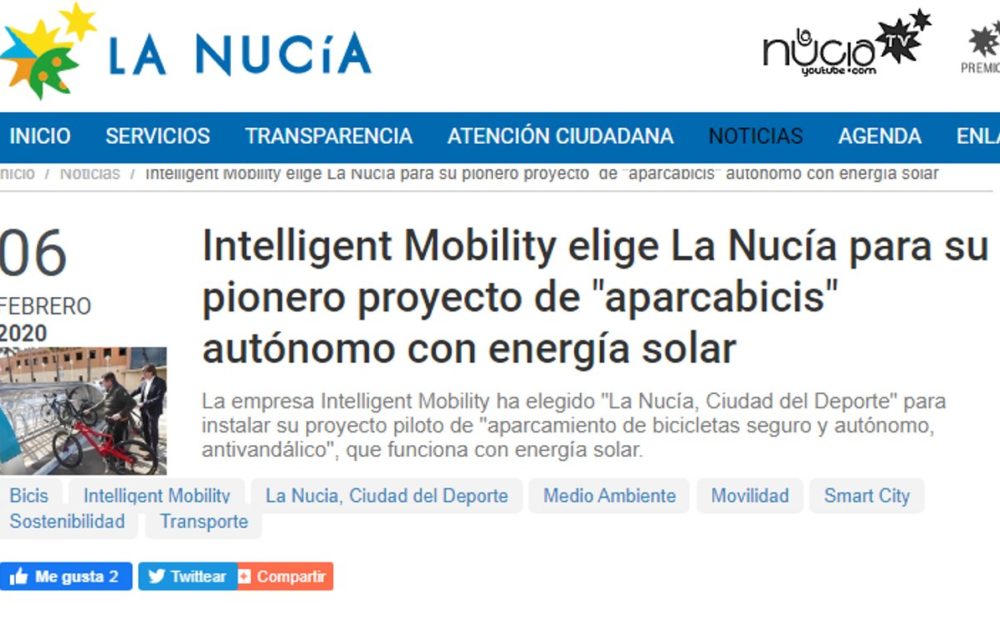 LA NUCíA
nucia TV
youtube.com
PREMIO
INICIO SERVICIOS TRANSPARENCIA ATENCIÓN CIUDADANA NOTICIAS AGENDA ENLA
nicio / Noticias / Intelligent Mobility elige La Nucía para su pionero proyecto de "aparcabicis" autónomo con energía solar
06
FEBRERO
2020
Intelligent Mobility elige La Nucía para su
pionero proyecto de "aparcabicis"
autónomo con energía solar
La empresa Intelligent Mobility ha elegido "La Nucía, Ciudad del Deporte" para
instalar su proyecto piloto de "aparcamiento de bicicletas seguro y autónomo,
antivandálico", que funciona con energía solar.
Bicis Intelligent Mobility La Nucia, Ciudad del Deporte Medio Ambiente Movilidad Smart City
Sostenibilidad Transporte
Me gusta 2 Twittear Compartir